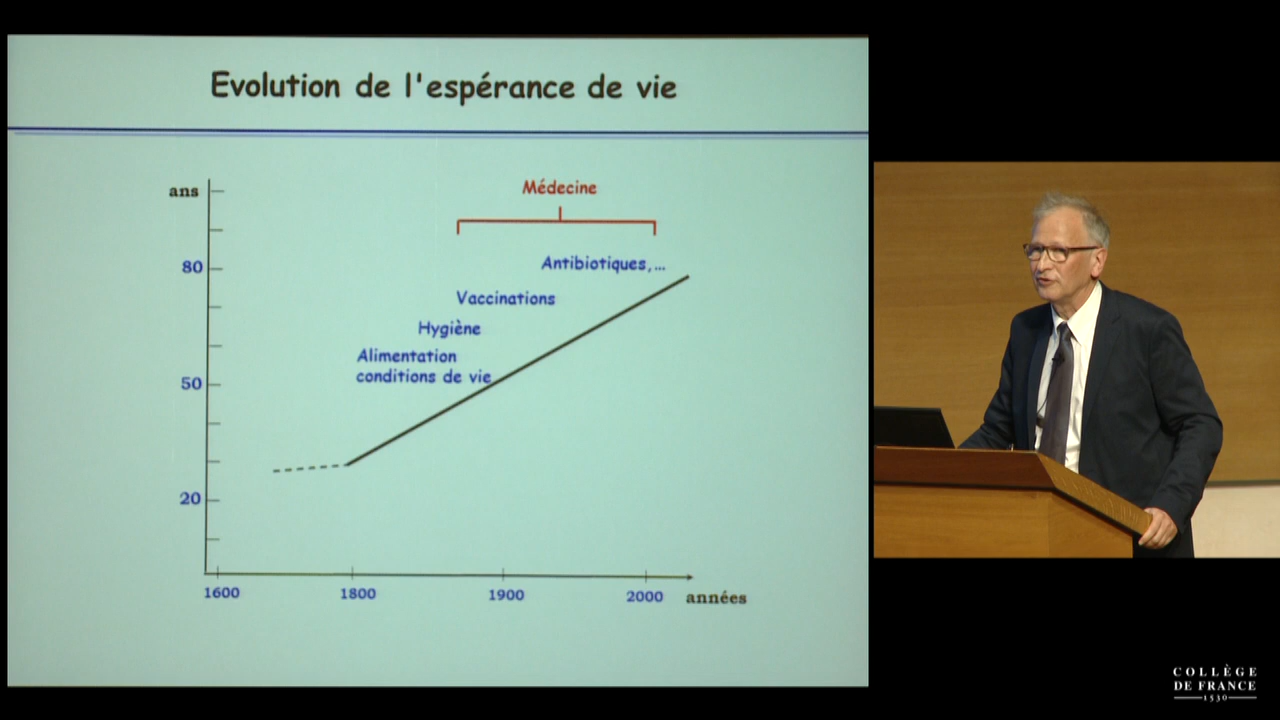 Evolution de l'espérance de vie
ans
Médecine
80
Antibiotiques,...
Vaccinations
Hygiène
Alimentation
conditions de vie
50
20
1600
1800
1900
2000
années
COLLÈGE
DE FRANCE
1530